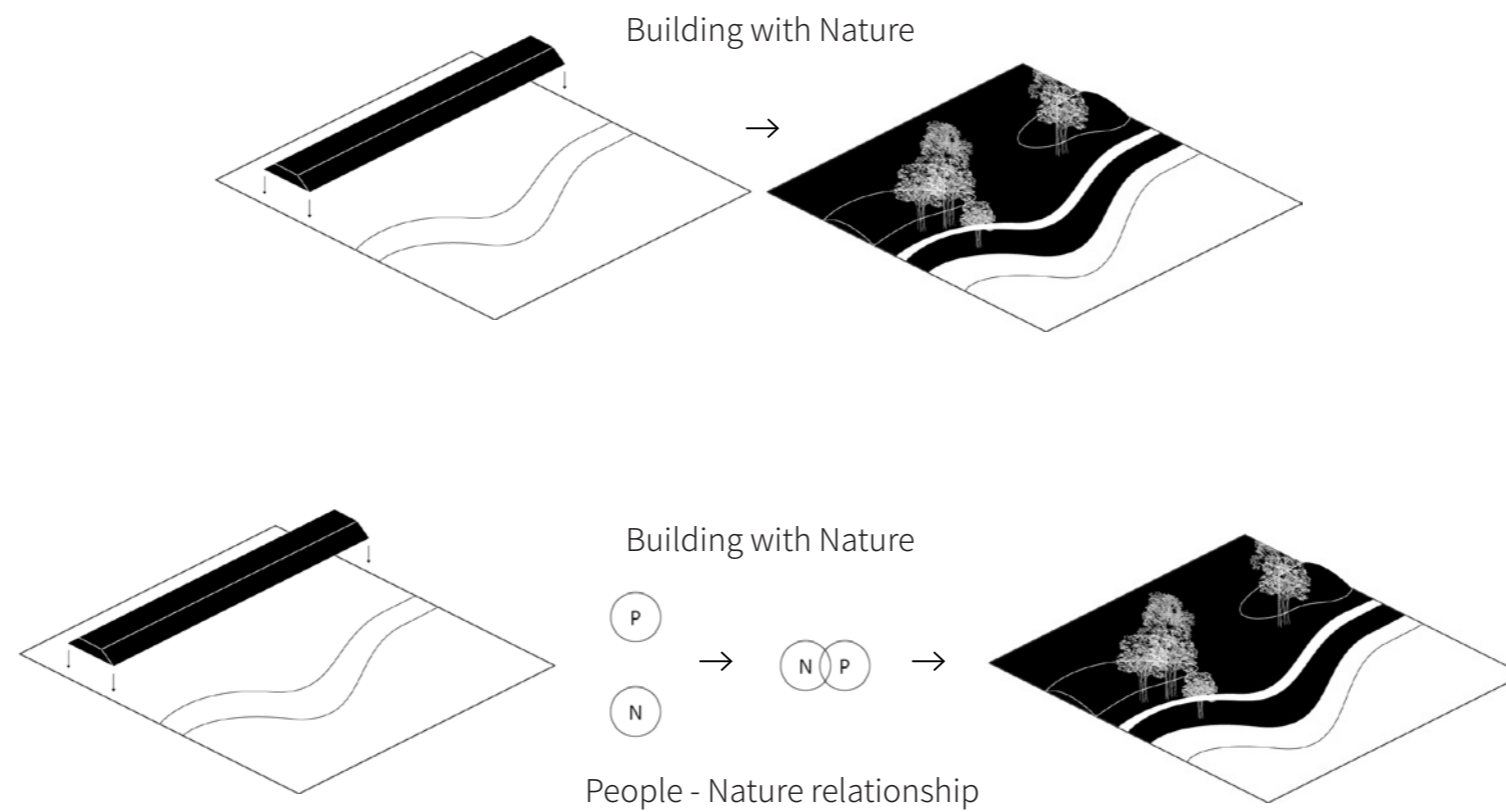 Building with Nature
Building with Nature
P
N P
N
People - Nature relationship